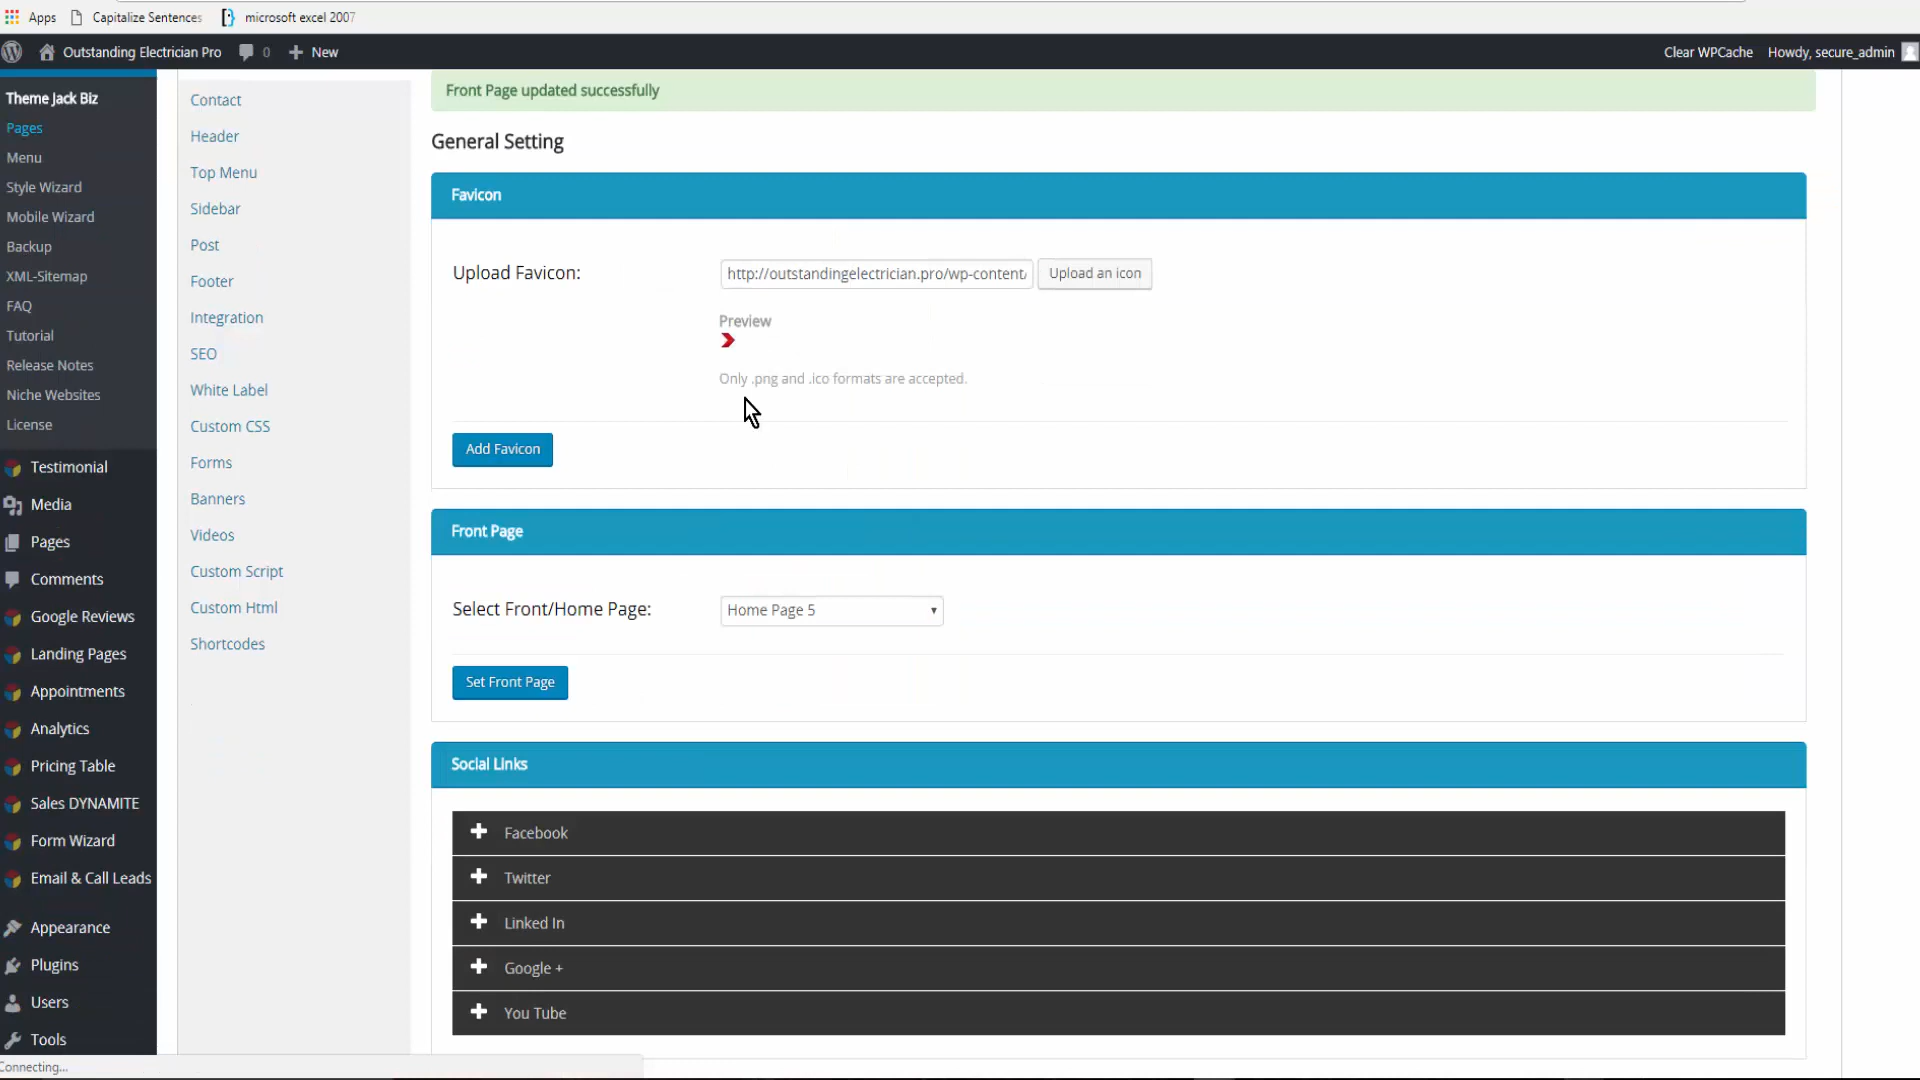 Apps Capitalize Sentences microsoft excel 2007
Outstanding Electrician Pro 0 New Clear WPCache Howdy, secure_admin
Theme Jack Biz
Pages
Menu
Style Wizard
Mobile Wizard
Backup
XML-Sitemap
FAQ
Tutorial
Release Notes
Niche Websites
License
Testimonial
Media
Pages
Comments
Google Reviews
Landing Pages
Appointments
Analytics
Pricing Table
Sales DYNAMITE
Form Wizard
Email & Call Leads
Appearance
Plugins
Users
Tools
Connecting...
Contact
Header
Top Menu
Sidebar
Post
Footer
Integration
SEO
White Label
Custom CSS
Forms
Banners
Videos
Custom Script
Custom Html
Shortcodes
Front Page updated successfully
General Setting
Favicon
Upload Favicon: http://outstandingelectrician.pro/wp-content/ Upload an icon
Preview
Only .png and .ico formats are accepted.
Add Favicon
Front Page
Select Front/Home Page: Home Page 5
Set Front Page
Social Links
Facebook
Twitter
Linked In
Google +
You Tube